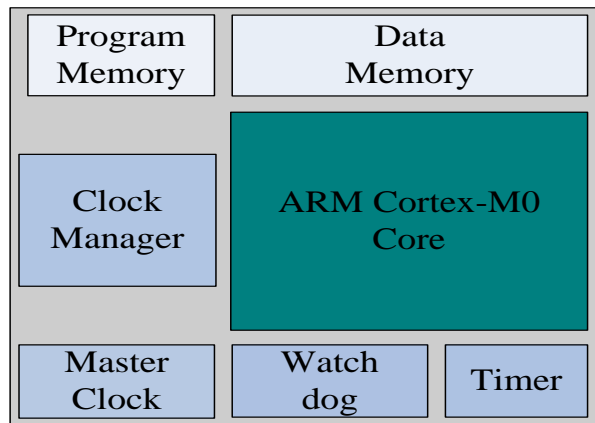 Program
Memory
Data
Memory
Clock
Manager
ARM Cortex-M0
Core
Master
Clock
Watch
dog
Timer